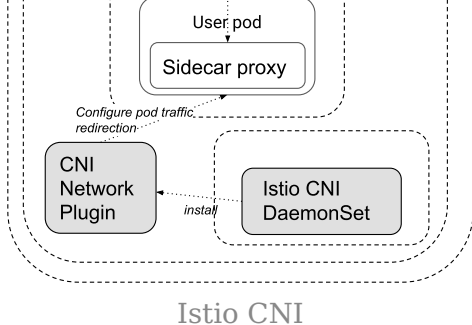 User pod
Sidecar proxy
Configure pod traffic
redirection
CNI
Network
Plugin
Istio CNI
DaemonSet
install
Istio CNI